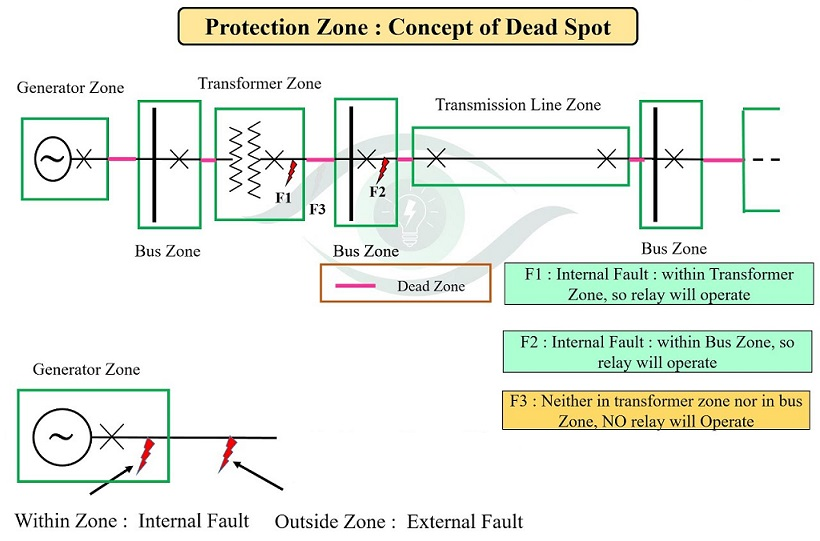 Protection Zone : Concept of Dead Spot
Generator Zone
Transformer Zone
Transmission Line Zone
F1
F3
F2
Bus Zone
Bus Zone
Bus Zone
Dead Zone
F1 : Internal Fault : within Transformer
Zone, so relay will operate
F2 : Internal Fault : within Bus Zone, so
relay will operate
F3 : Neither in transformer zone nor in bus
Zone, NO relay will Operate
Generator Zone
Within Zone : Internal Fault
Outside Zone : External Fault